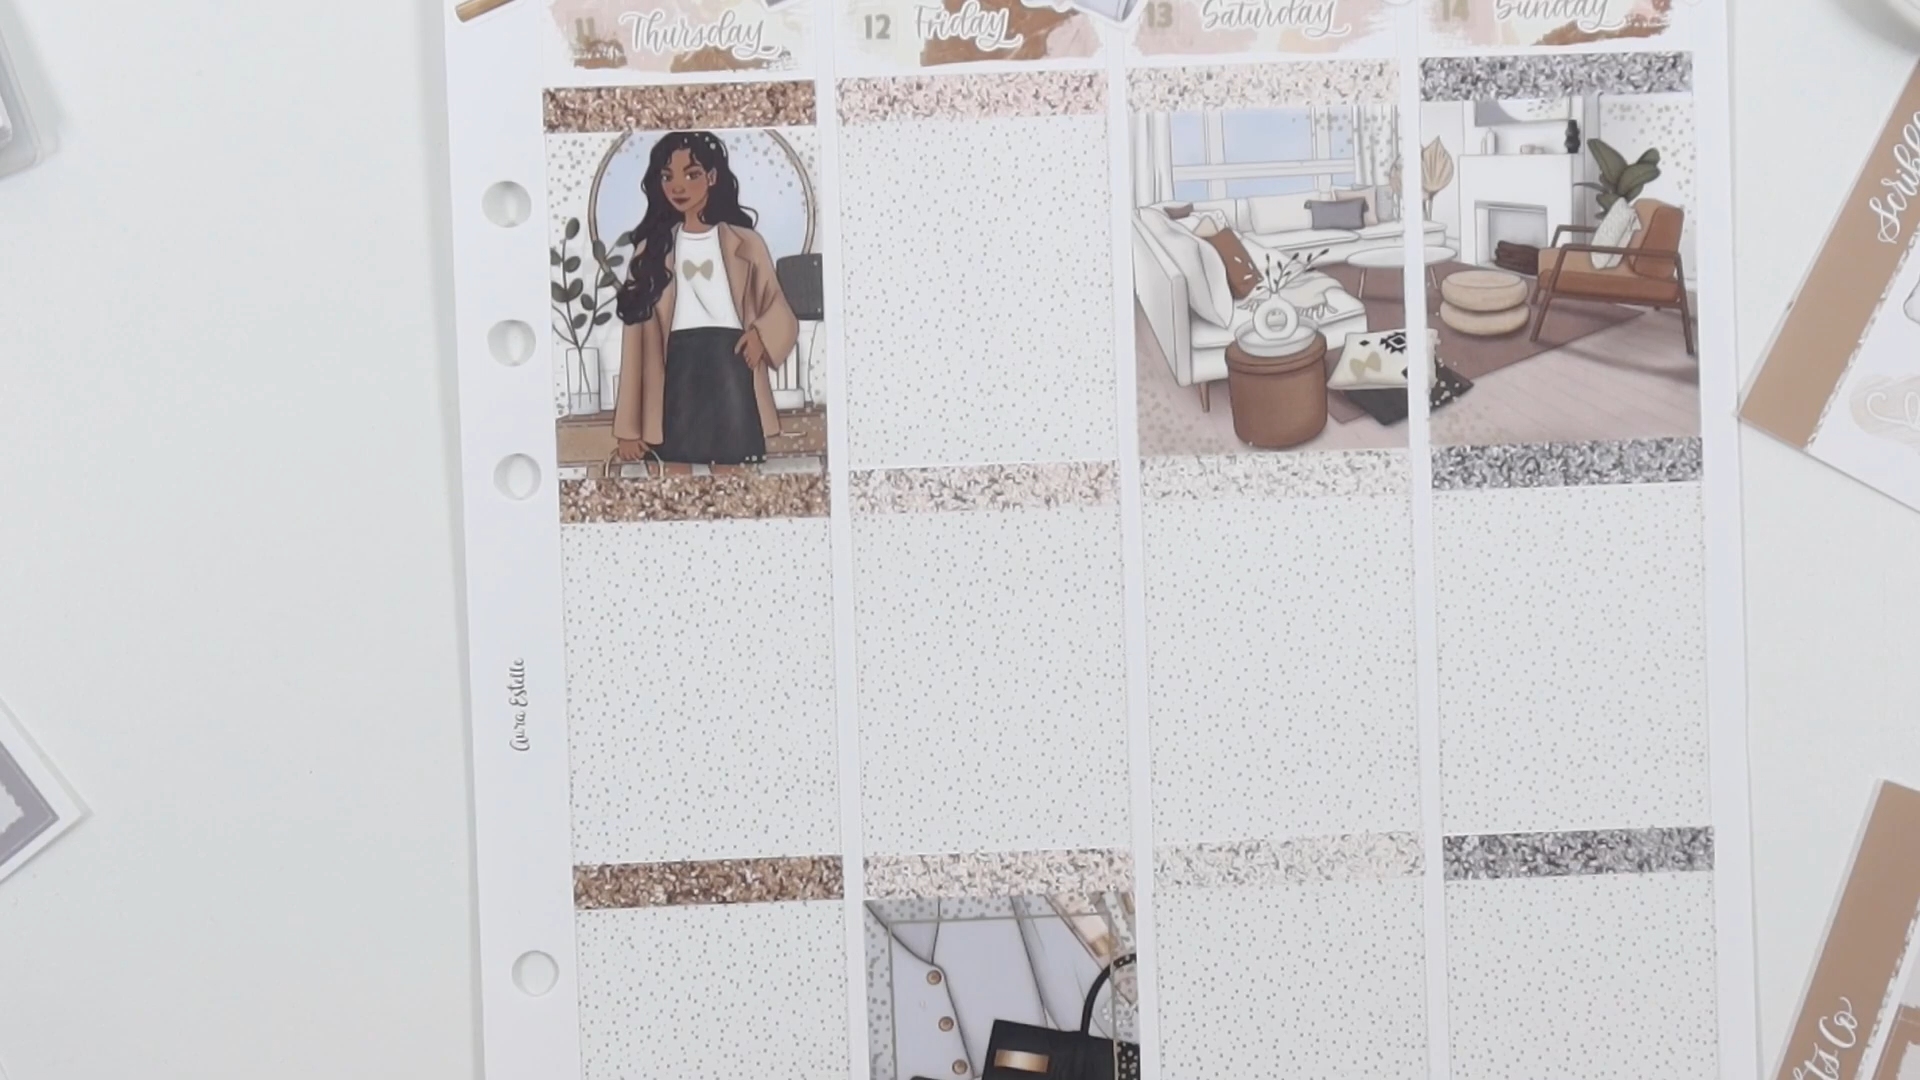 11 Thursday
12 Friday
13 Saturday
14 Sunday
Aura Estelle